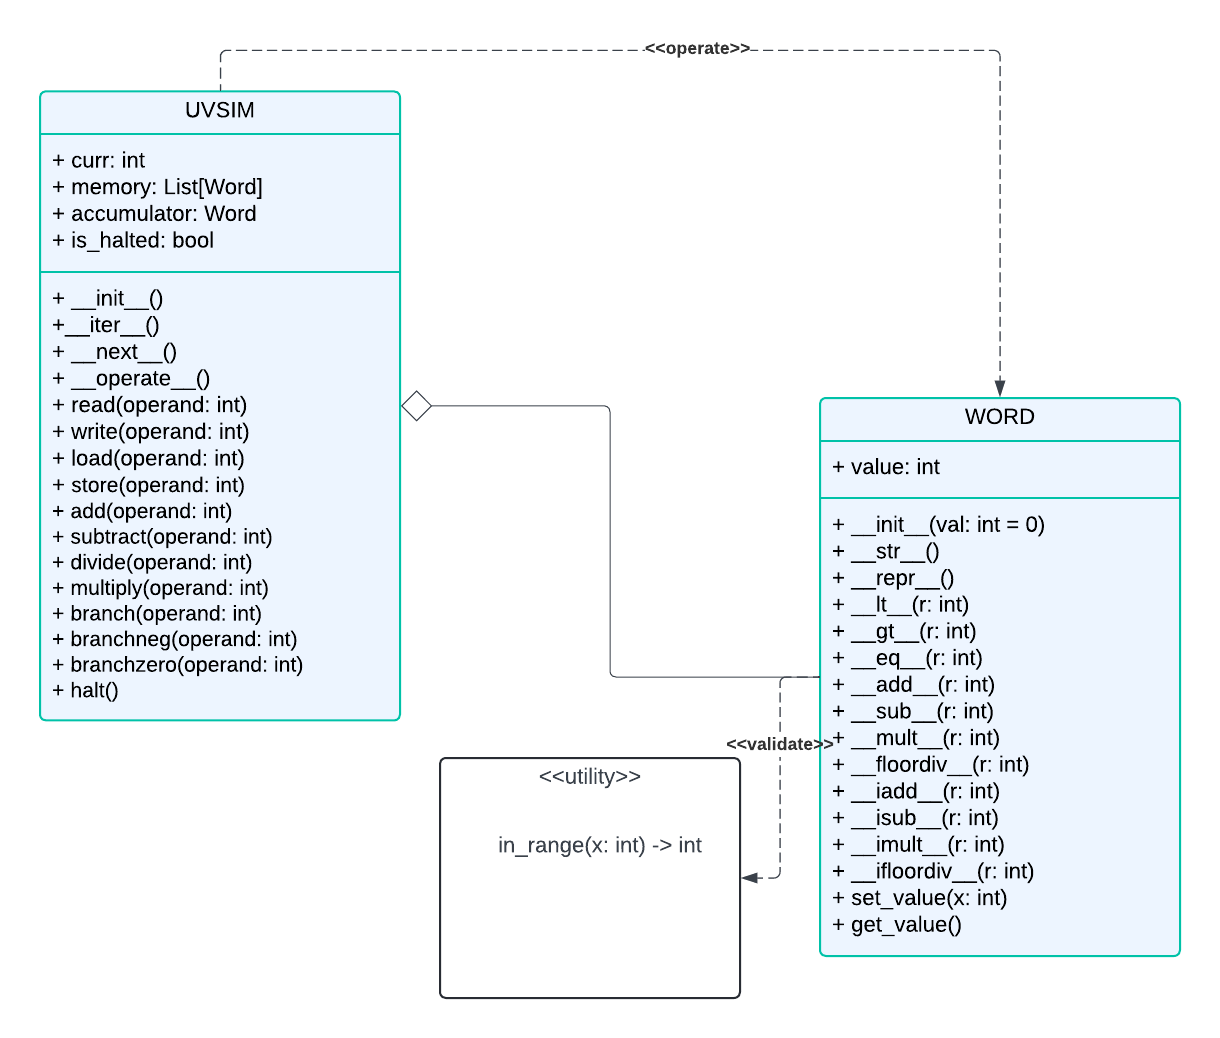 <<operate>>
UVSIM
+ curr: int
+ memory: List[Word]
+ accumulator: Word
+ is_halted: bool
+ __init__()
+__iter__()
+ __next__()
+ __operate__()
+ read(operand: int)
+ write(operand: int)
+ load(operand: int)
+ store(operand: int)
+ add(operand: int)
+ subtract(operand: int)
+ divide(operand: int)
+ multiply(operand: int)
+ branch(operand: int)
+ branchneg(operand: int)
+ branchzero(operand: int)
+ halt()
WORD
+ value: int
+ __init__(val: int = 0)
+ __str__()
+ __repr__()
+ __lt__(r: int)
+ __gt__(r: int)
+ __eq__(r: int)
+ __add__(r: int)
+ __sub__(r: int)
+ __mult__(r: int)
+ __floordiv__(r: int)
+ __iadd__(r: int)
+ __isub__(r: int)
+ __imult__(r: int)
+ __ifloordiv__(r: int)
+ set_value(x: int)
+ get_value()
<<validate>>
<<utility>>
in_range(x: int) -> int